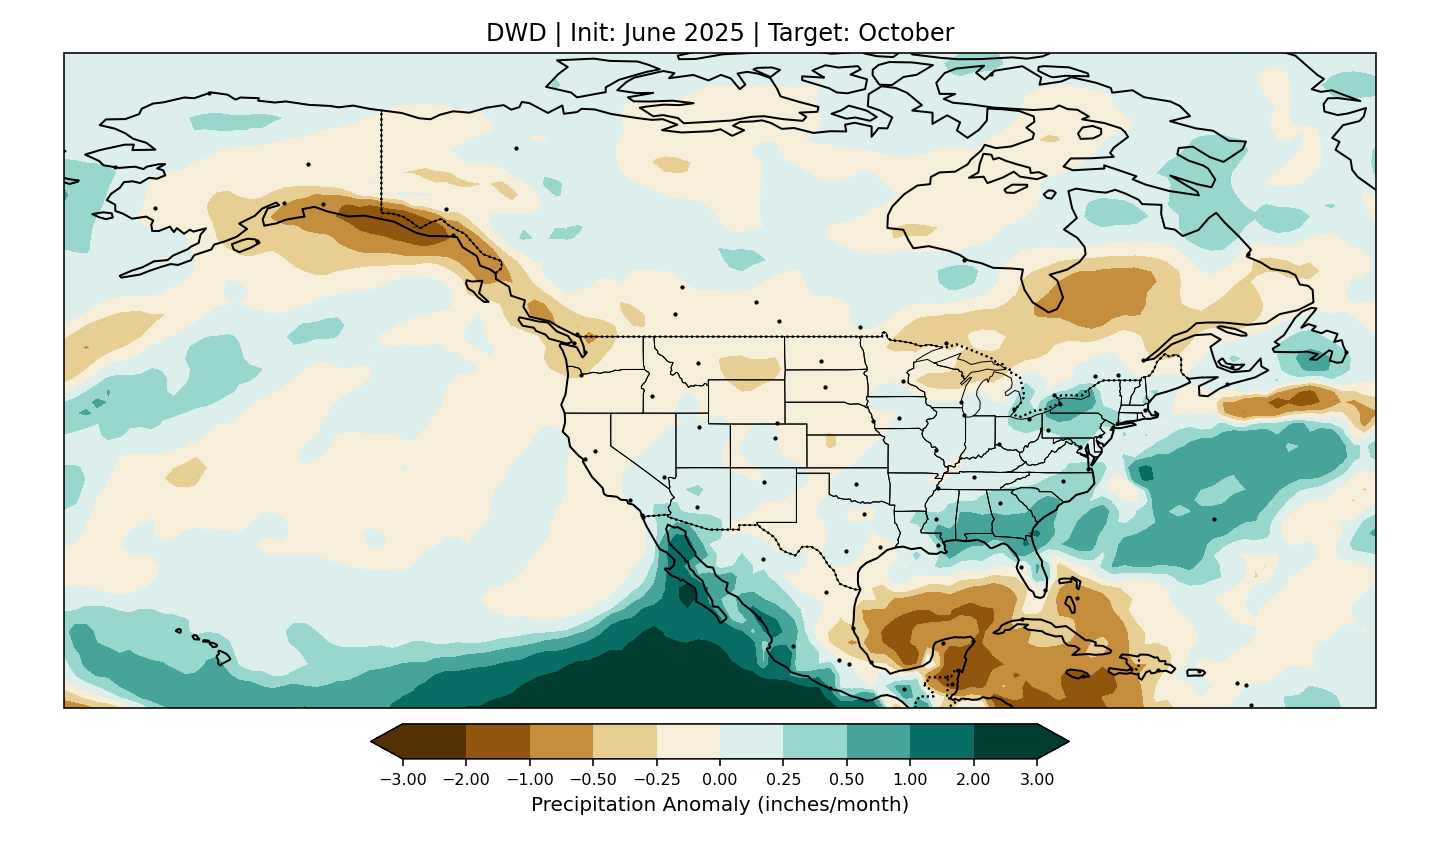 DWD | Init: June 2025 | Target: October
−3.00 −2.00 −1.00 −0.50 −0.25 0.00 0.25 0.50 1.00 2.00 3.00
Precipitation Anomaly (inches/month)